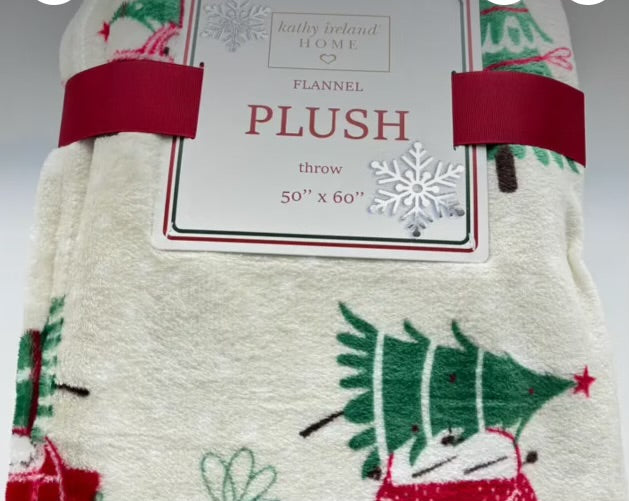 kathy ireland®
HOME
FLANNEL
PLUSH
throw
50” x 60”